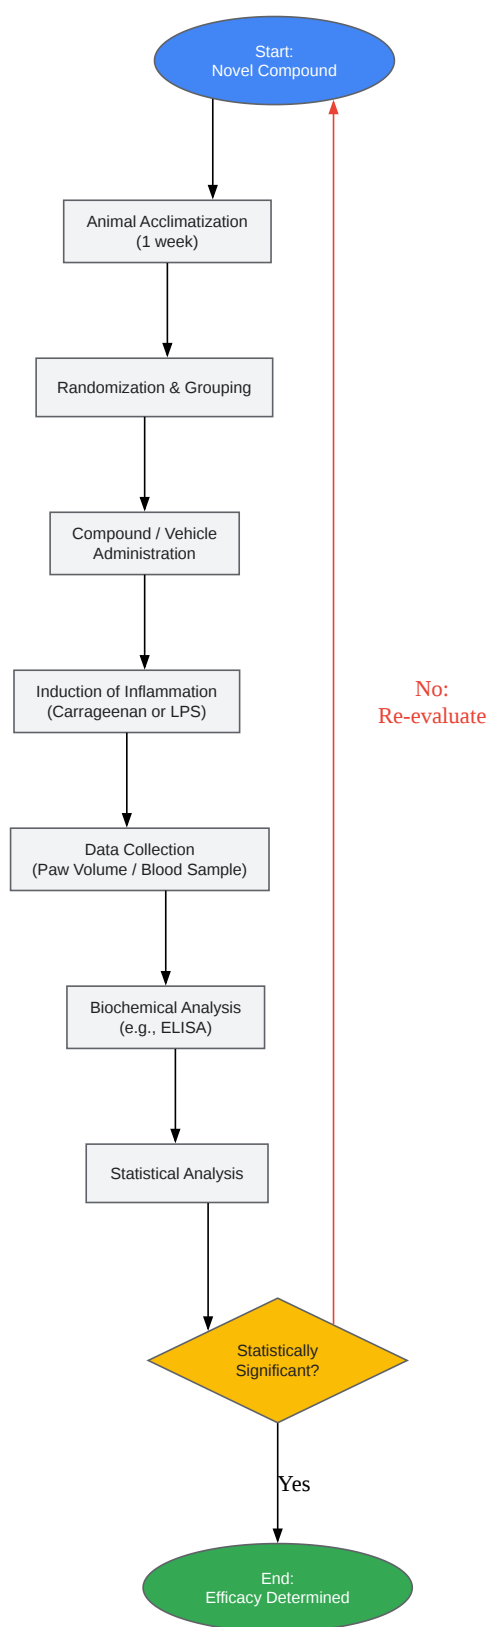 Start:
Novel Compound
Animal Acclimatization
(1 week)
Randomization & Grouping
Compound / Vehicle
Administration
Induction of Inflammation
(Carrageenan or LPS)
No:
Re-evaluate
Data Collection
(Paw Volume / Blood Sample)
Biochemical Analysis
(e.g., ELISA)
Statistical Analysis
Statistically
Significant?
Yes
End:
Efficacy Determined